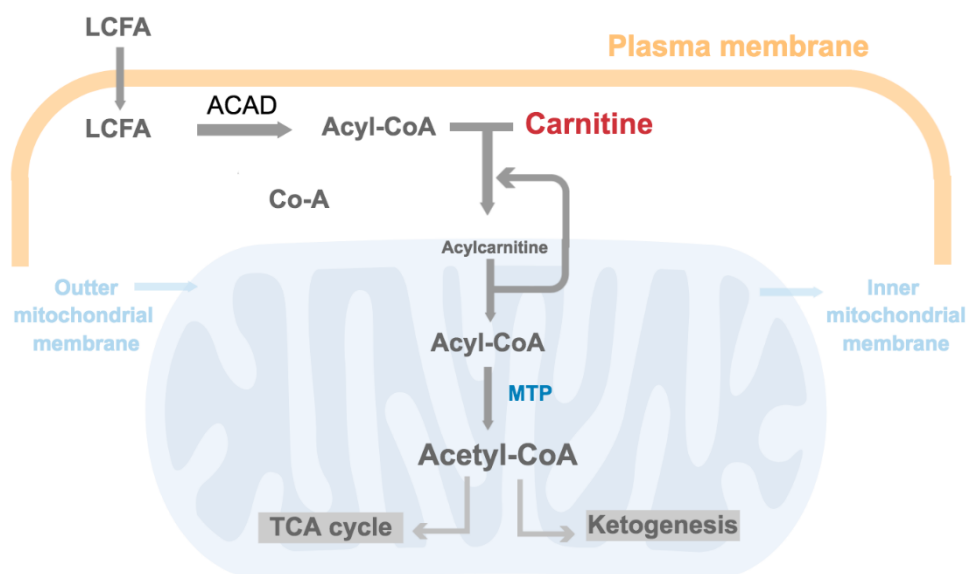 LCFA
Plasma membrane
ACAD
LCFA
Acyl-CoA
Carnitine
Co-A
Acylcarnitine
Outter
mitochondrial
membrane
Inner
mitochondrial
membrane
Acyl-CoA
MTP
Acetyl-CoA
TCA cycle
Ketogenesis